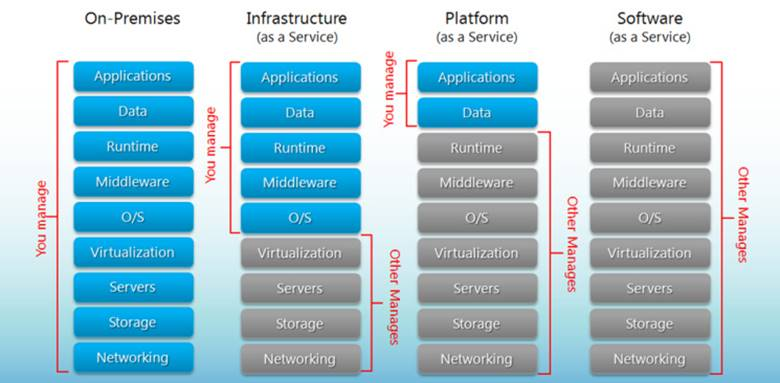 On-Premises
You manage
Applications
Data
Runtime
Middleware
O/S
Virtualization
Servers
Storage
Networking
Infrastructure
(as a Service)
You manage
Applications
Data
Runtime
Middleware
O/S
Virtualization
Servers
Storage
Networking
Other Manages
Platform
(as a Service)
You manage
Applications
Data
Runtime
Middleware
O/S
Virtualization
Servers
Storage
Networking
Other Manages
Software
(as a Service)
Applications
Data
Runtime
Middleware
O/S
Virtualization
Servers
Storage
Networking
Other Manages